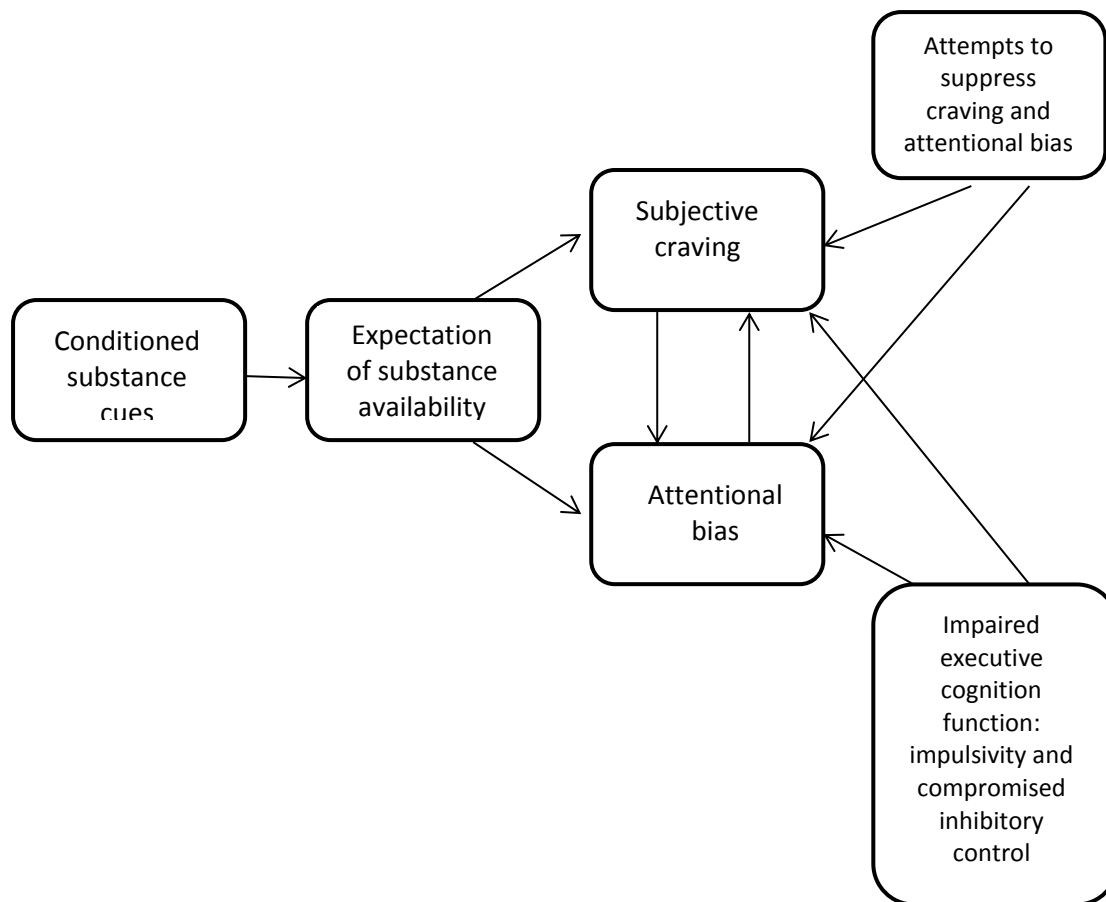 Attempts to
suppress
craving and
attentional bias
Subjective
craving
Conditioned
substance
cues
Expectation
of substance
availability
Attentional
bias
Impaired
executive
cognition
function:
impulsivity and
compromised
inhibitory
control